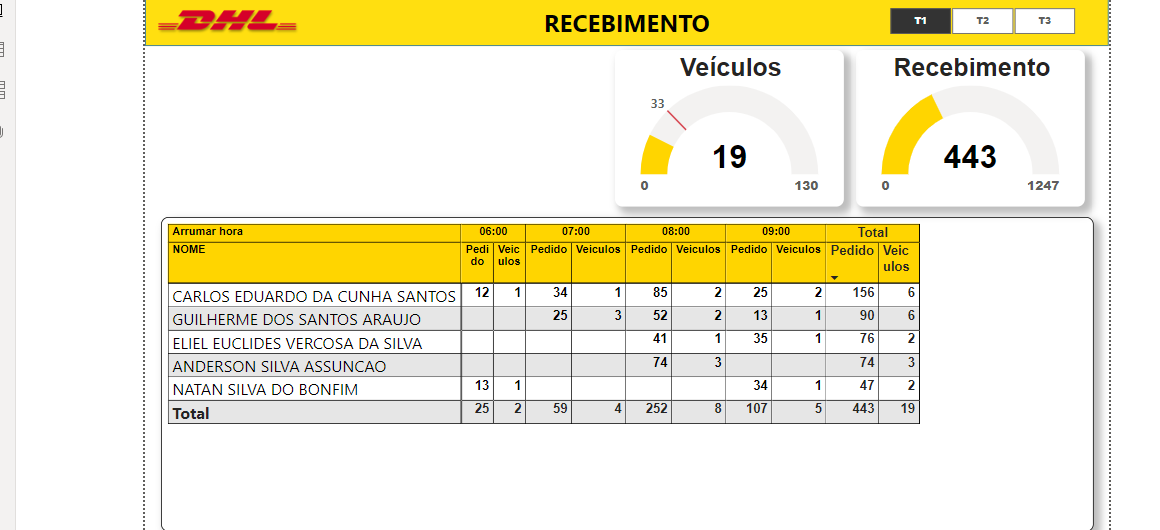 DHL
RECEBIMENTO
T1 T2 T3
Veículos
33
19
0 130
Recebimento
443
0 1247
Arrumar hora 06:00 07:00 08:00 09:00 Total
NOME Pedido Veiculos Pedido Veiculos Pedido Veiculos Pedido Veiculos Pedido Veiculos
CARLOS EDUARDO DA CUNHA SANTOS 12 1 34 1 85 2 25 2 156 6
GUILHERME DOS SANTOS ARAUJO 25 3 52 2 13 1 90 6
ELIEL EUCLIDES VERCOSA DA SILVA 41 1 35 1 76 2
ANDERSON SILVA ASSUNCAO 74 3 74 3
NATAN SILVA DO BONFIM 13 1 34 1 47 2
Total 25 2 59 4 252 8 107 5 443 19